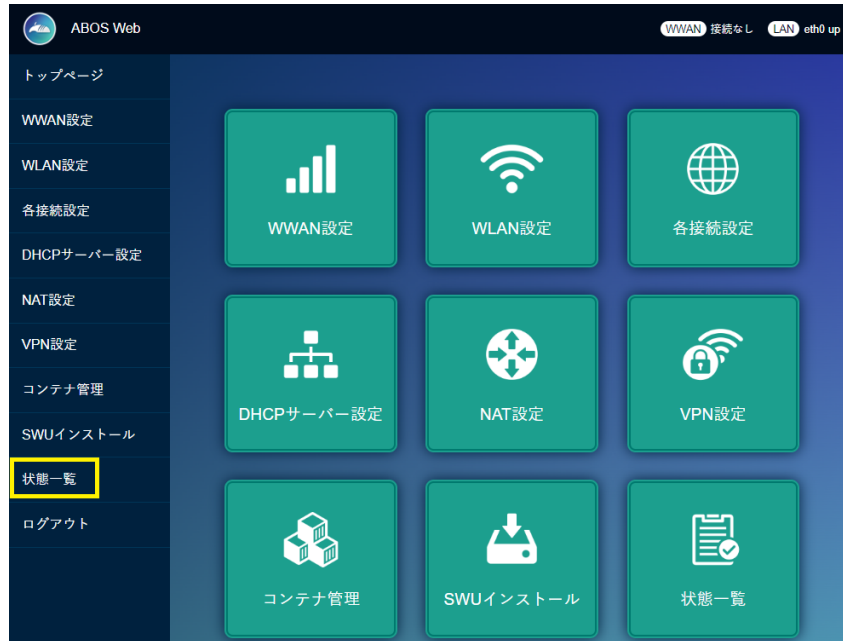 ABOS Web
WWAN 接続なし LAN eth0 up
トップページ
WWAN設定
WLAN設定
各接続設定
DHCPサーバー設定
NAT設定
VPN設定
コンテナ管理
SWUインストール
状態一覧
ログアウト
WWAN設定
WLAN設定
各接続設定
DHCPサーバー設定
NAT設定
VPN設定
コンテナ管理
SWUインストール
状態一覧